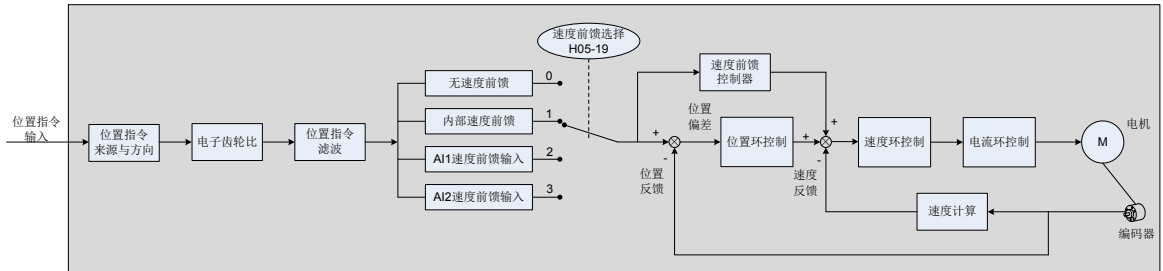 速度前馈选择
H05-19
位置指令
输入
位置指令
来源与方向
电子齿轮比
位置指令
滤波
无速度前馈
0
内部速度前馈
1
AI1速度前馈输入
2
AI2速度前馈输入
3
速度前馈
控制器
+
-
位置
偏差
位置
反馈
位置环控制
+
+
-
速度
反馈
速度环控制
电流环控制
电机
M
速度计算
编码器